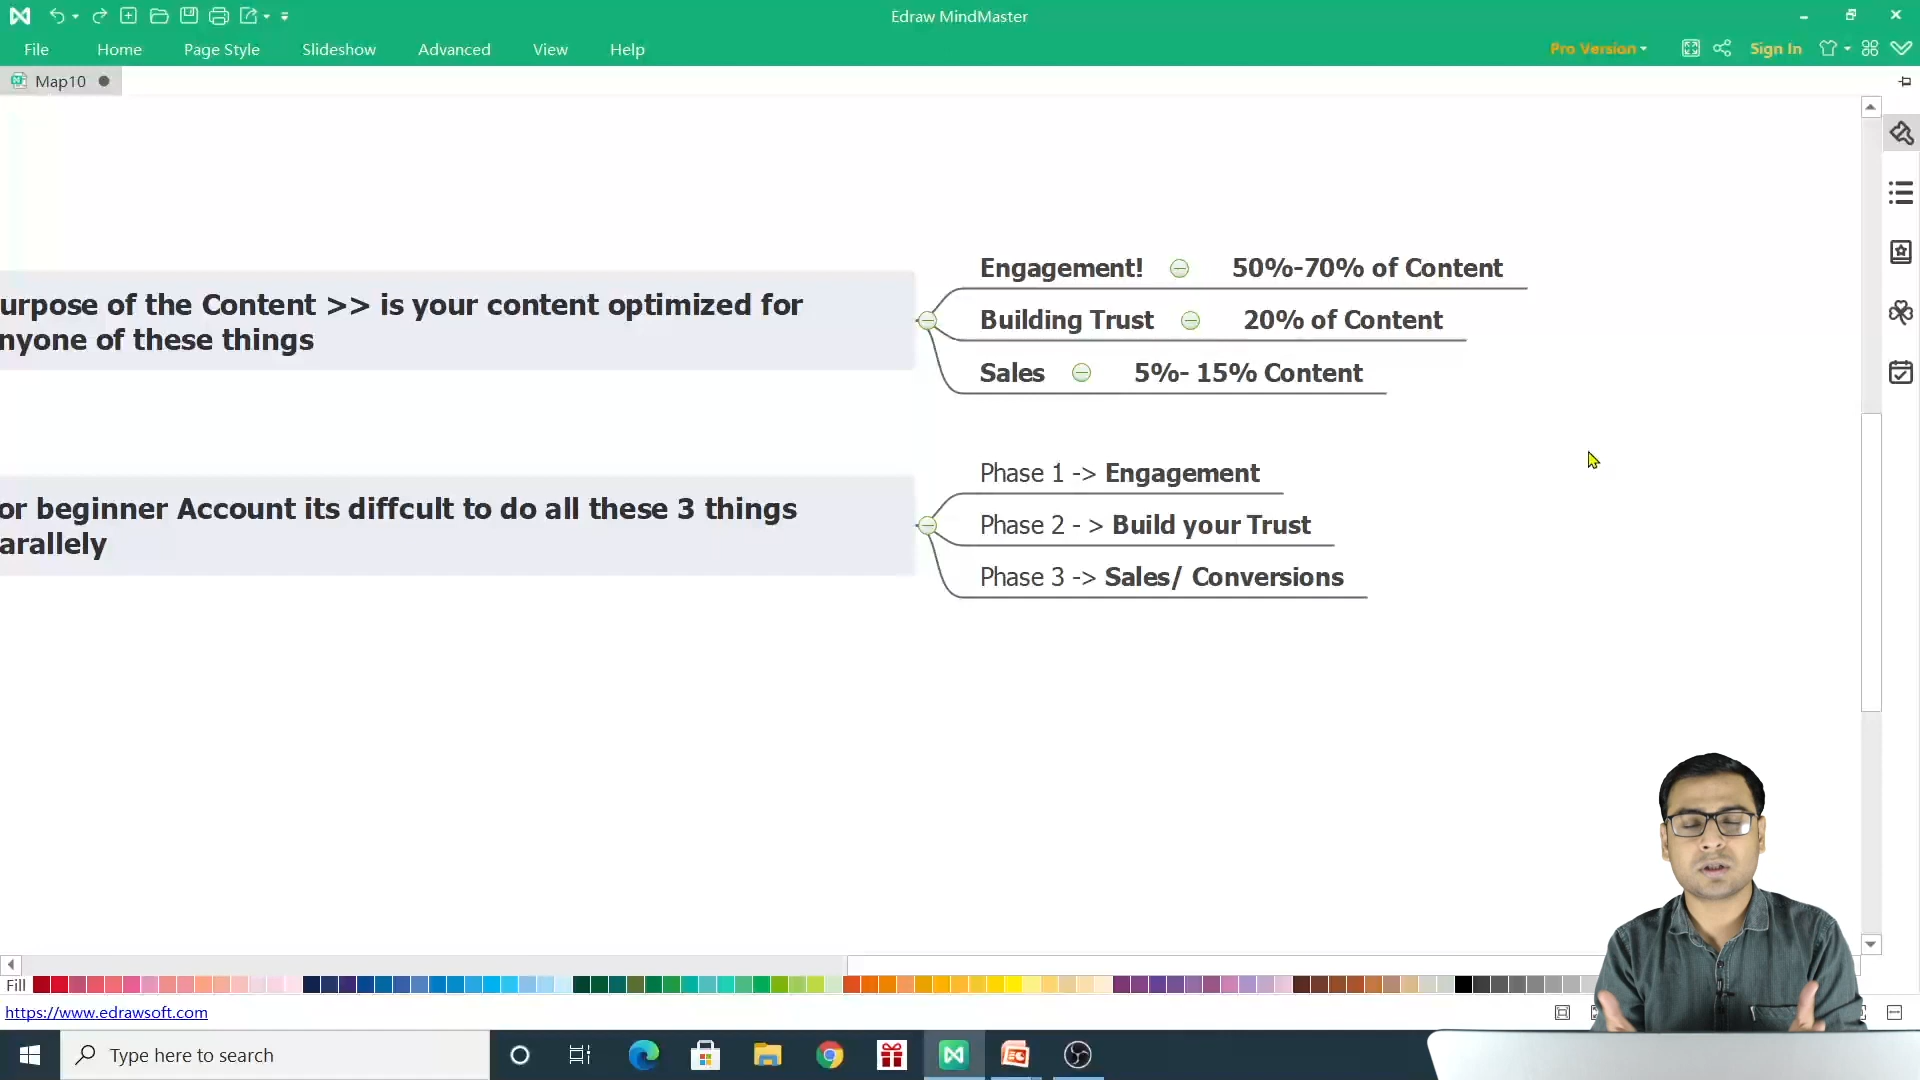 Edraw MindMaster
File Home Page Style Slideshow Advanced View Help Pro Version Sign In
Map10
urpose of the Content >> is your content optimized for
nyone of these things
Engagement! 50%-70% of Content
Building Trust 20% of Content
Sales 5%- 15% Content
or beginner Account its diffcult to do all these 3 things
arallely
Phase 1 -> Engagement
Phase 2 - > Build your Trust
Phase 3 -> Sales/ Conversions
Fill
https://www.edrawsoft.com
Type here to search